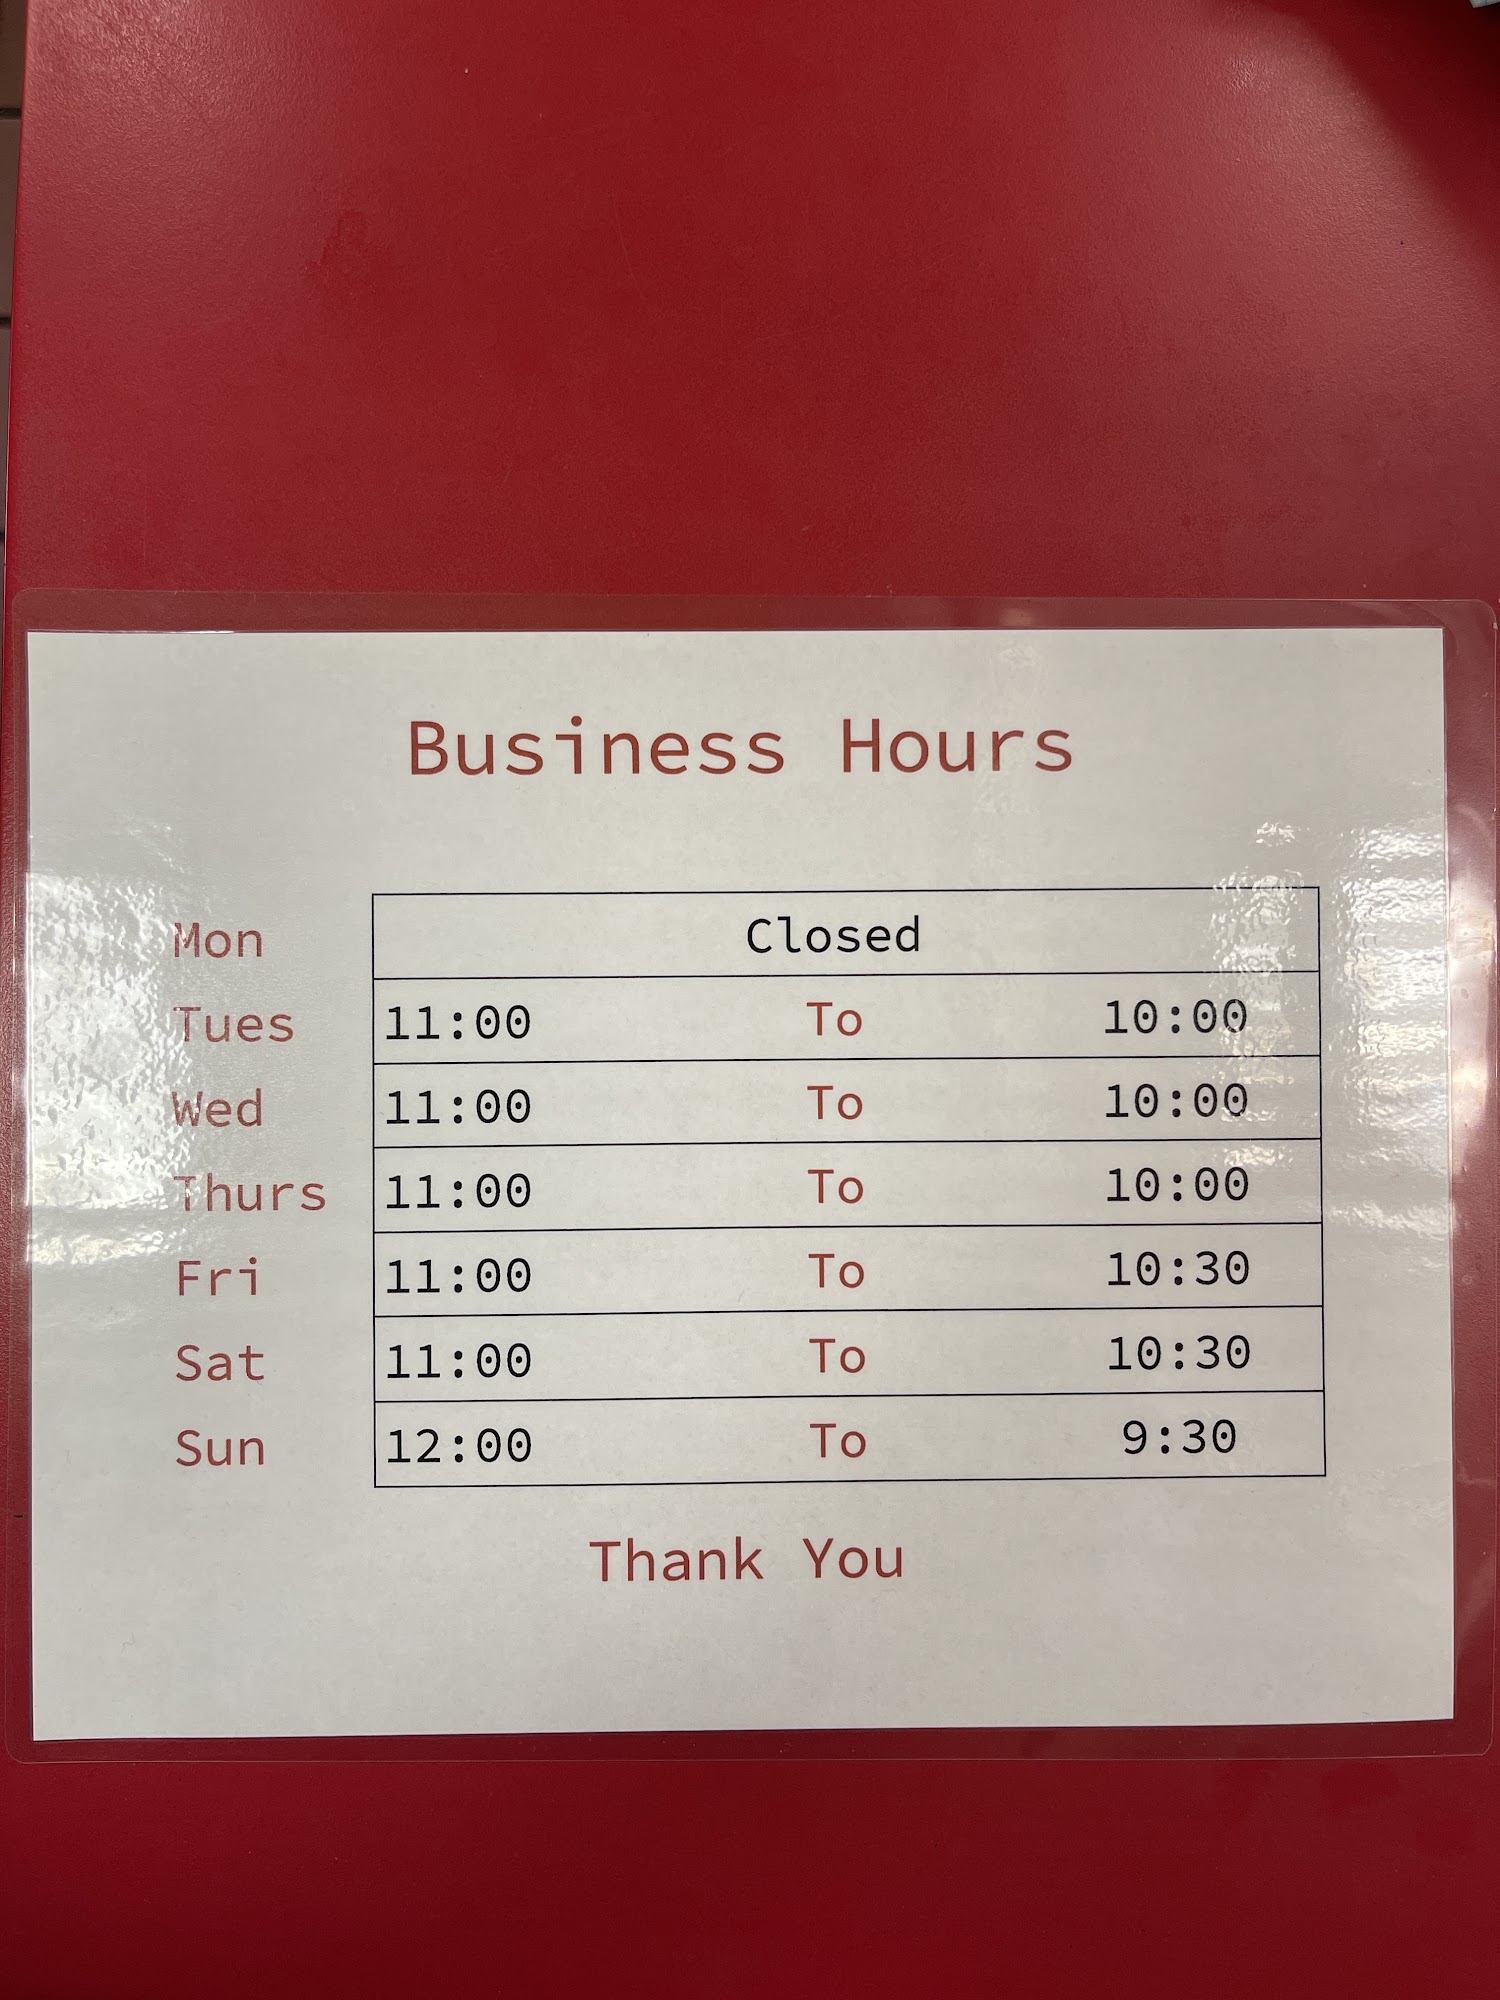 Business Hours
Mon Closed
Tues 11:00 To 10:00
Wed 11:00 To 10:00
Thurs 11:00 To 10:00
Fri 11:00 To 10:30
Sat 11:00 To 10:30
Sun 12:00 To 9:30
Thank You